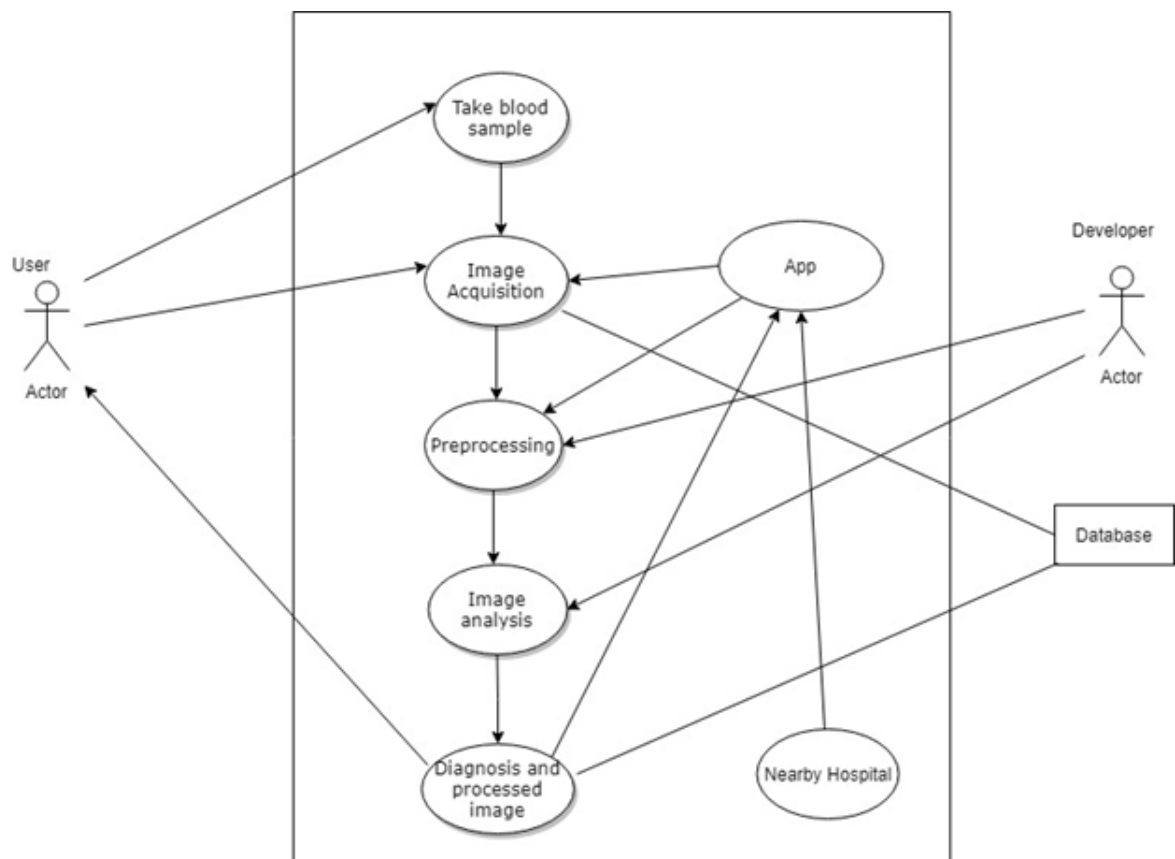 Take blood
sample
User
Actor
Image
Acquisition
App
Developer
Actor
Preprocessing
Database
Image
analysis
Diagnosis and
processed
image
Nearby Hospital